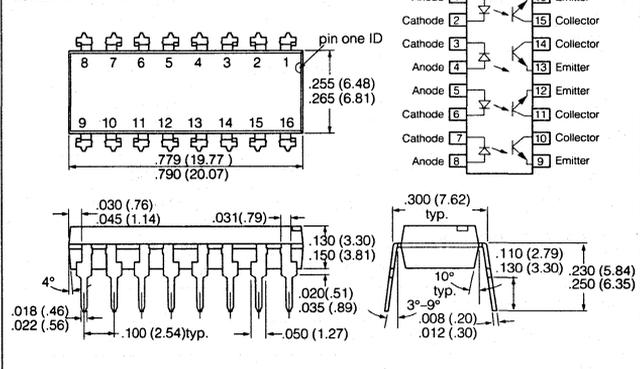 pin one ID
8 7 6 5 4 3 2 1
9 10 11 12 13 14 15 16
.255 (6.48)
.265 (6.81)
.779 (19.77 )
.790 (20.07)
Cathode 2
15 Collector
Cathode 3
14 Collector
Anode 4
13 Emitter
Anode 5
12 Emitter
Cathode 6
11 Collector
Cathode 7
10 Collector
Anode 8
9 Emitter
.030 (.76)
.045 (1.14)
.031(.79)
.130 (3.30)
.150 (3.81)
4°
.020(.51)
.035 (.89)
.018 (.46)
.022 (.56)
.100 (2.54)typ.
.050 (1.27)
.300 (7.62)
typ.
.110 (2.79)
.130 (3.30)
.230 (5.84)
.250 (6.35)
10°
typ.
3°-9°
.008 (.20)
.012 (.30)